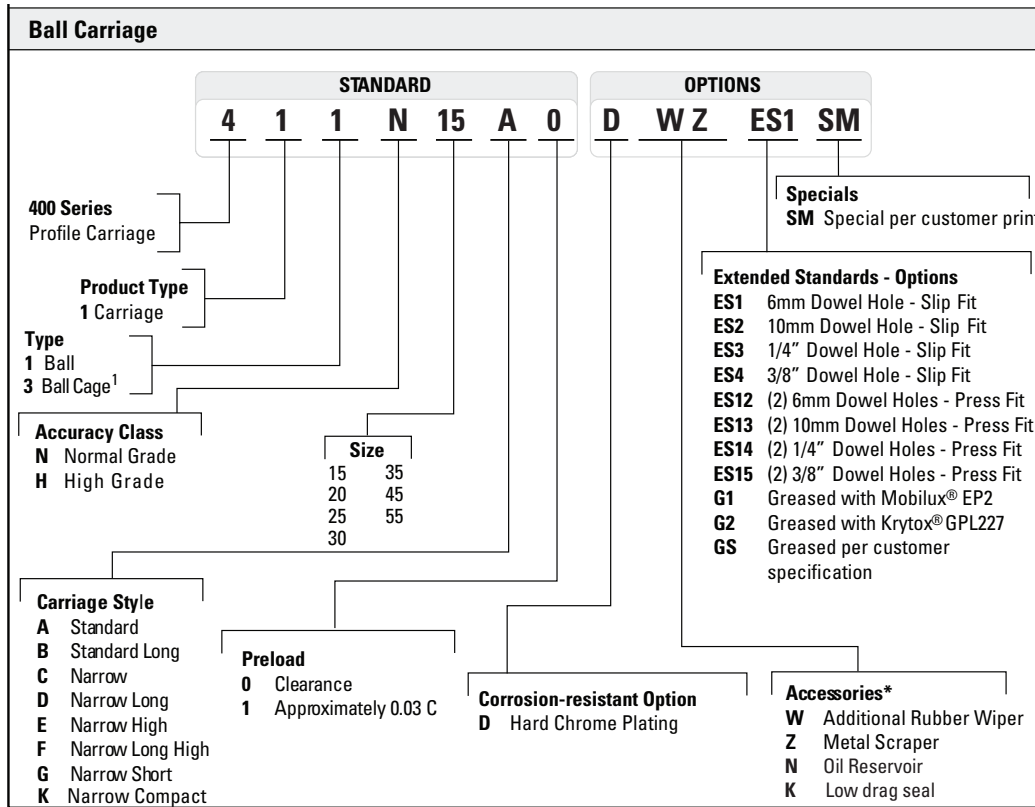 Ball Carriage
STANDARD
OPTIONS
4 1 1 N 15 A 0 D W Z ES1 SM
400 Series
Profile Carriage
Product Type
1 Carriage
Type
1 Ball
3 Ball Cage1
Accuracy Class
N Normal Grade
H High Grade
Size
15 35
20 45
25 55
30
Specials
SM Special per customer print
Extended Standards - Options
ES1 6mm Dowel Hole - Slip Fit
ES2 10mm Dowel Hole - Slip Fit
ES3 1/4” Dowel Hole - Slip Fit
ES4 3/8” Dowel Hole - Slip Fit
ES12 (2) 6mm Dowel Holes - Press Fit
ES13 (2) 10mm Dowel Holes - Press Fit
ES14 (2) 1/4” Dowel Holes - Press Fit
ES15 (2) 3/8” Dowel Holes - Press Fit
G1 Greased with Mobilux® EP2
G2 Greased with Krytox® GPL227
GS Greased per customer
specification
Carriage Style
A Standard
B Standard Long
C Narrow
D Narrow Long
E Narrow High
F Narrow Long High
G Narrow Short
K Narrow Compact
Preload
0 Clearance
1 Approximately 0.03 C
Corrosion-resistant Option
D Hard Chrome Plating
Accessories*
W Additional Rubber Wiper
Z Metal Scraper
N Oil Reservoir
K Low drag seal